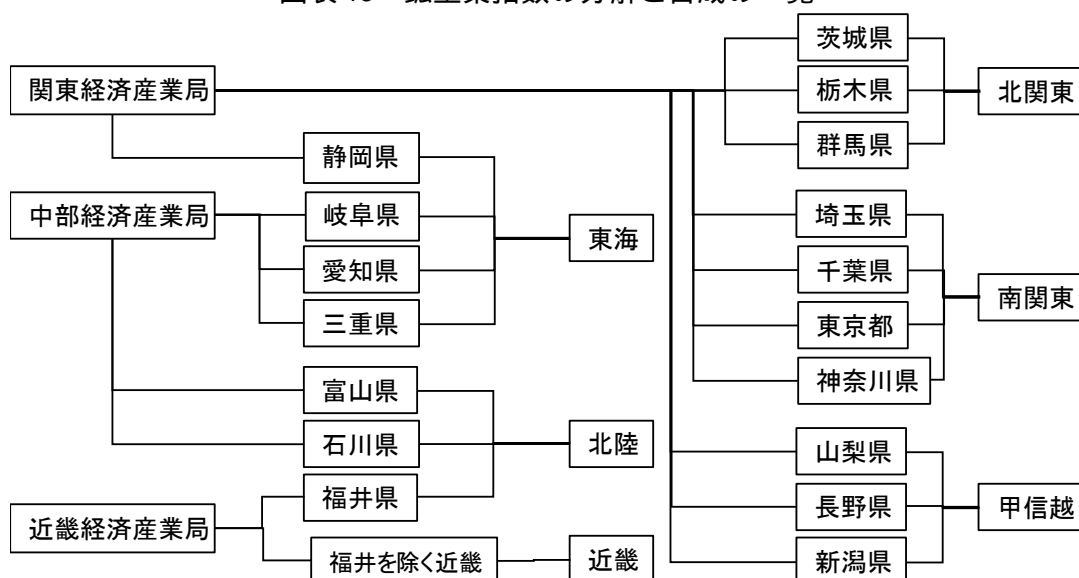 関東経済産業局
中部経済産業局
近畿経済産業局
静岡県
岐阜県
愛知県
三重県
富山県
石川県
福井県
福井を除く近畿
東海
北陸
近畿
茨城県
栃木県
群馬県
埼玉県
千葉県
東京都
神奈川県
山梨県
長野県
新潟県
北関東
南関東
甲信越